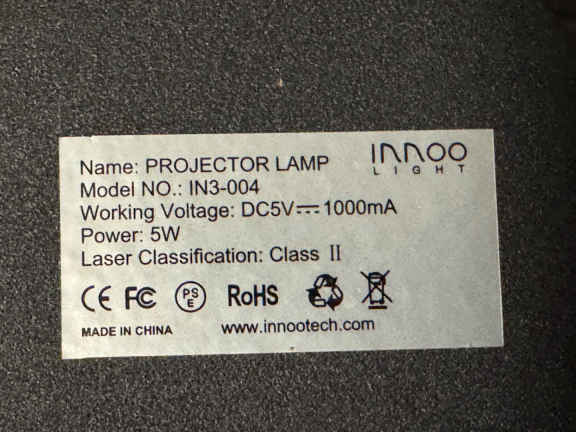 INNOO
LIGHT
Name: PROJECTOR LAMP
Model NO.: IN3-004
Working Voltage: DC5V⎓1000mA
Power: 5W
Laser Classification: Class Ⅱ
CE FC PSE RoHS
MADE IN CHINA www.innootech.com